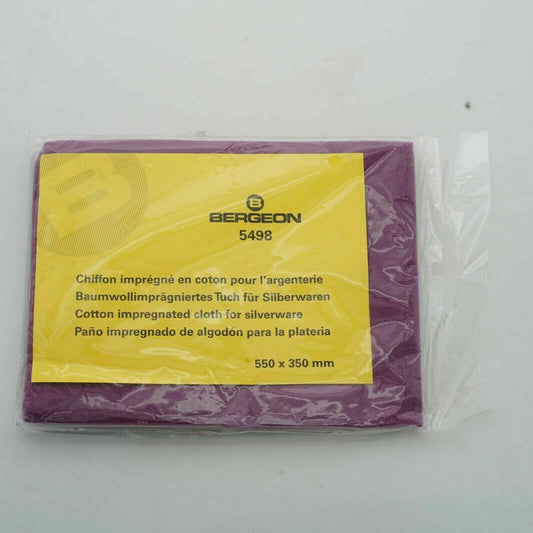 B
B
BERGEON
5498
Chiffon imprégné en coton pour l'argenterie
Baumwollimprägniertes Tuch für Silberwaren
Cotton impregnated cloth for silverware
Paño impregnado de algodón para la plateria
550 x 350 mm